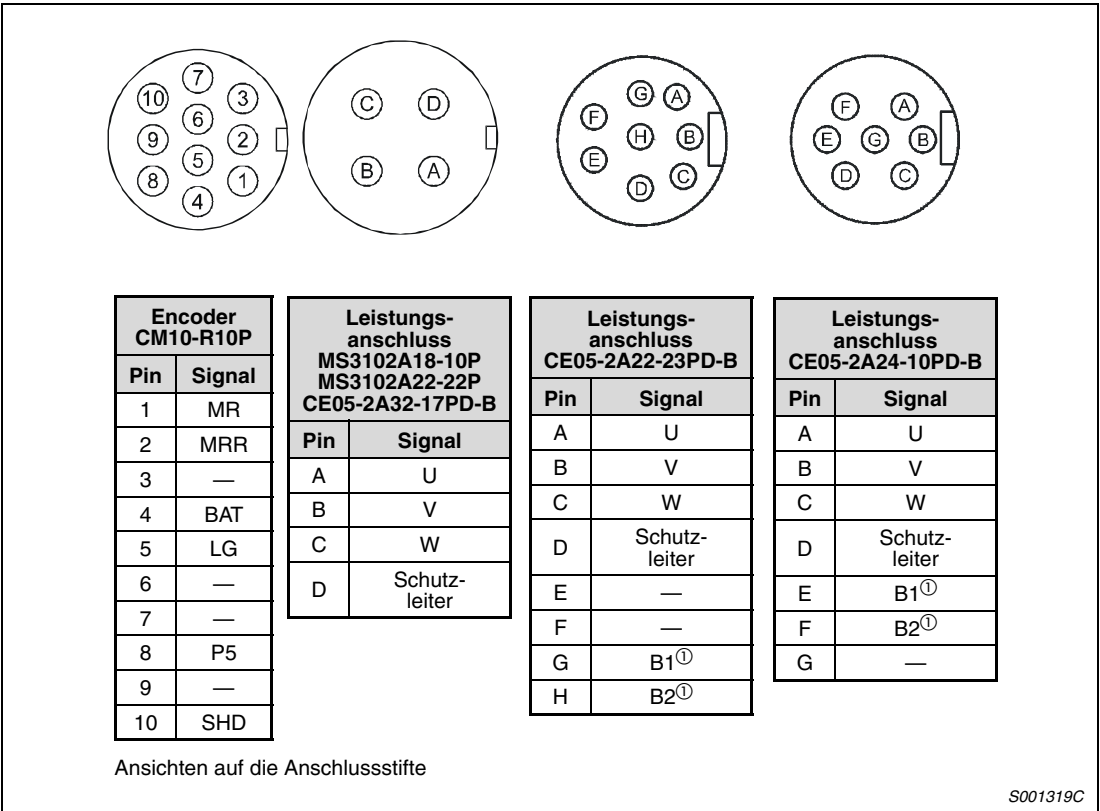 7
10
3
6
9
2
5
8
1
4
C D
B A
G A
F
H B
E
C
D
F A
E G B
D C
Encoder
CM10-R10P
Pin Signal
1 MR
2 MRR
3 —
4 BAT
5 LG
6 —
7 —
8 P5
9 —
10 SHD
Leistungs-
anschluss
MS3102A18-10P
MS3102A22-22P
CE05-2A32-17PD-B
Pin Signal
A U
B V
C W
D Schutz-
leiter
Leistungs-
anschluss
CE05-2A22-23PD-B
Pin Signal
A U
B V
C W
D Schutz-
leiter
E —
F —
G B1①
H B2①
Leistungs-
anschluss
CE05-2A24-10PD-B
Pin Signal
A U
B V
C W
D Schutz-
leiter
E B1①
F B2①
G —
Ansichten auf die Anschlussstifte
S001319C